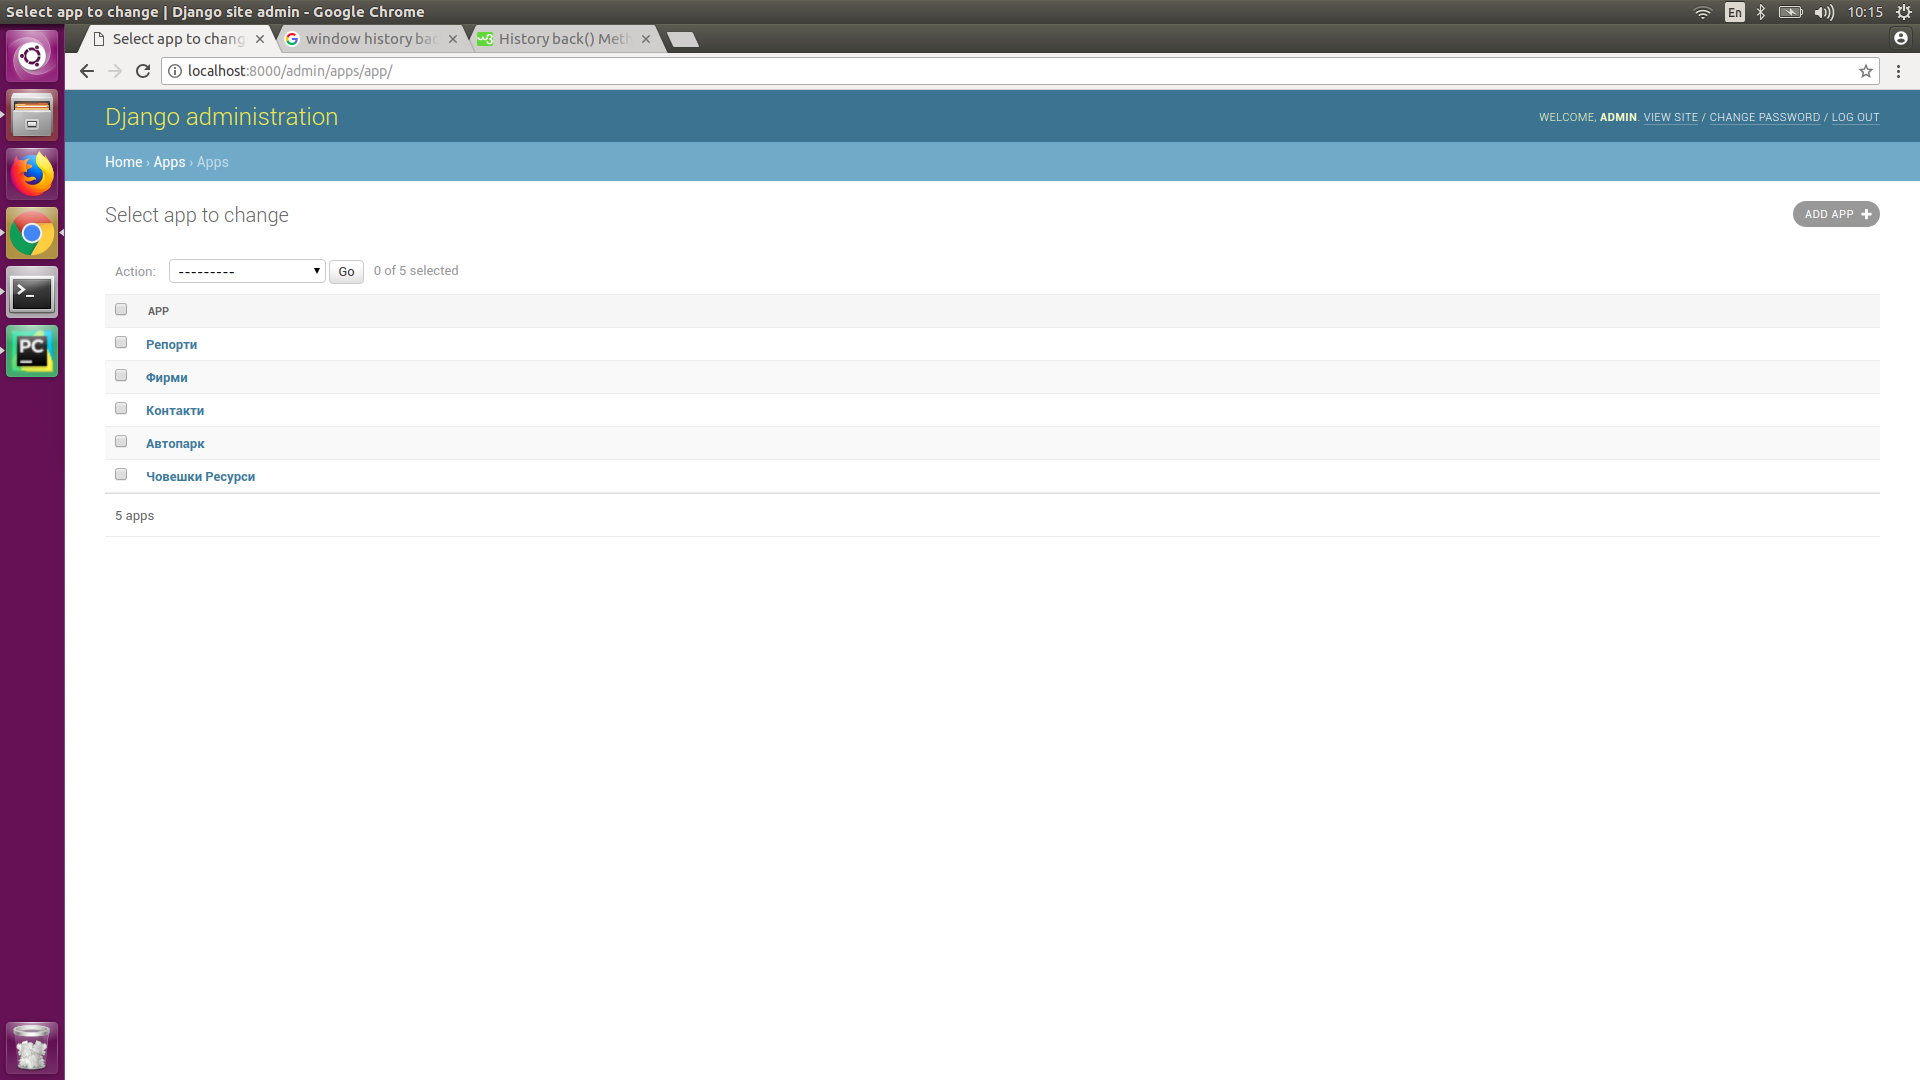 Select app to change | Django site admin - Google Chrome
En
10:15
Select app to chang
window history bac
History back() Meth
localhost:8000/admin/apps/app/
Django administration
WELCOME, ADMIN. VIEW SITE / CHANGE PASSWORD / LOG OUT
Home › Apps › Apps
Select app to change
ADD APP
Action:
---------
Go
0 of 5 selected
APP
Репорти
Фирми
Контакти
Автопарк
Човешки Ресурси
5 apps
PC